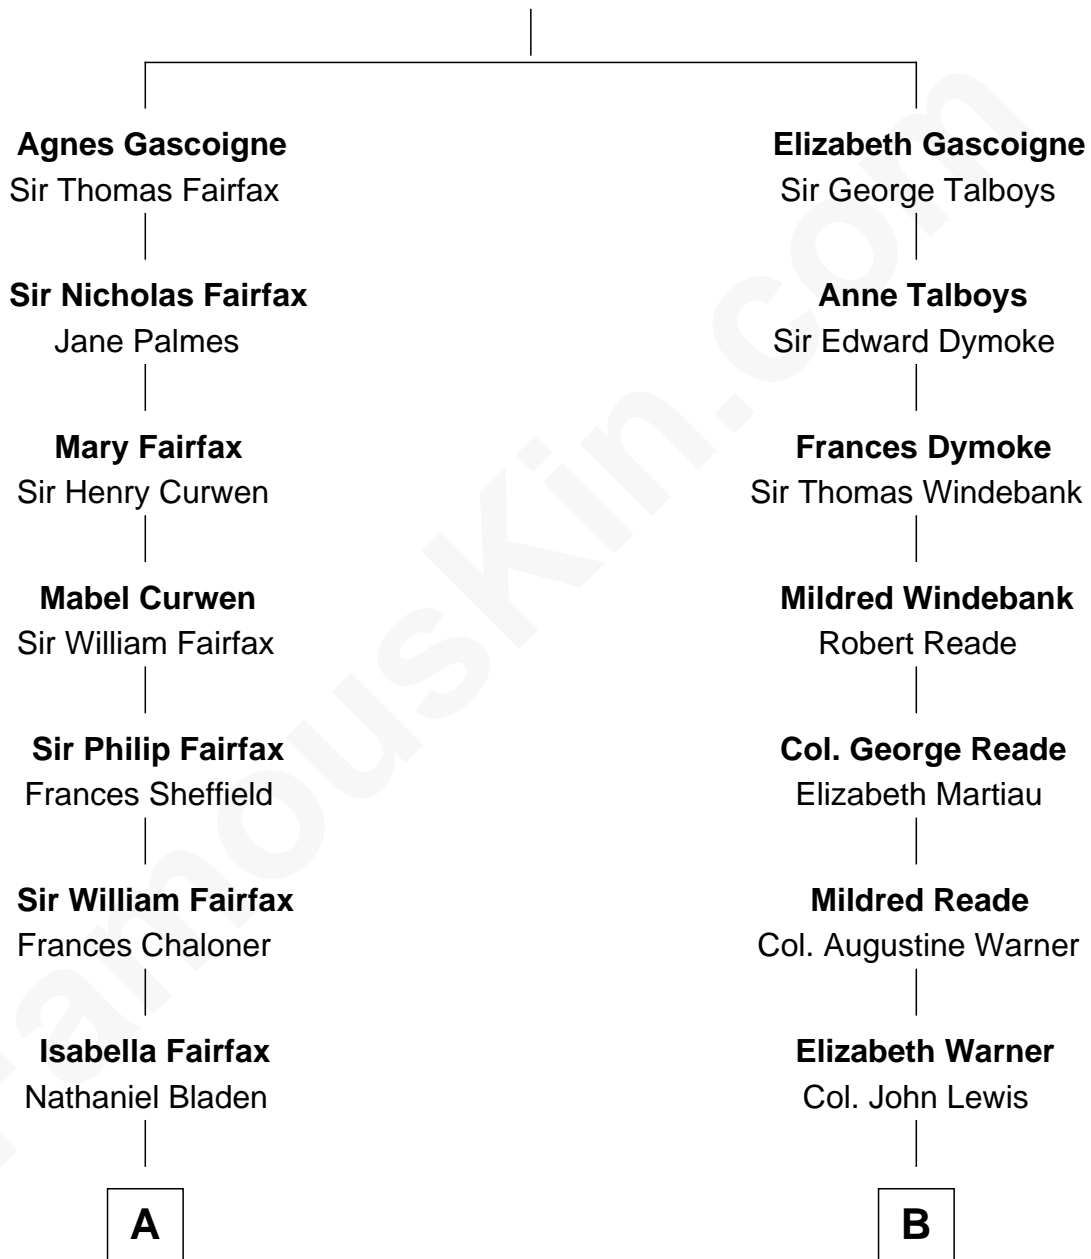 Agnes Gascoigne
Sir Thomas Fairfax
Sir Nicholas Fairfax
Jane Palmes
Mary Fairfax
Sir Henry Curwen
Mabel Curwen
Sir William Fairfax
Sir Philip Fairfax
Frances Sheffield
Sir William Fairfax
Frances Chaloner
Isabella Fairfax
Nathaniel Bladen
A
Elizabeth Gascoigne
Sir George Talboys
Anne Talboys
Sir Edward Dymoke
Frances Dymoke
Sir Thomas Windebank
Mildred Windebank
Robert Reade
Col. George Reade
Elizabeth Martiau
Mildred Reade
Col. Augustine Warner
Elizabeth Warner
Col. John Lewis
B
FamousKin.com